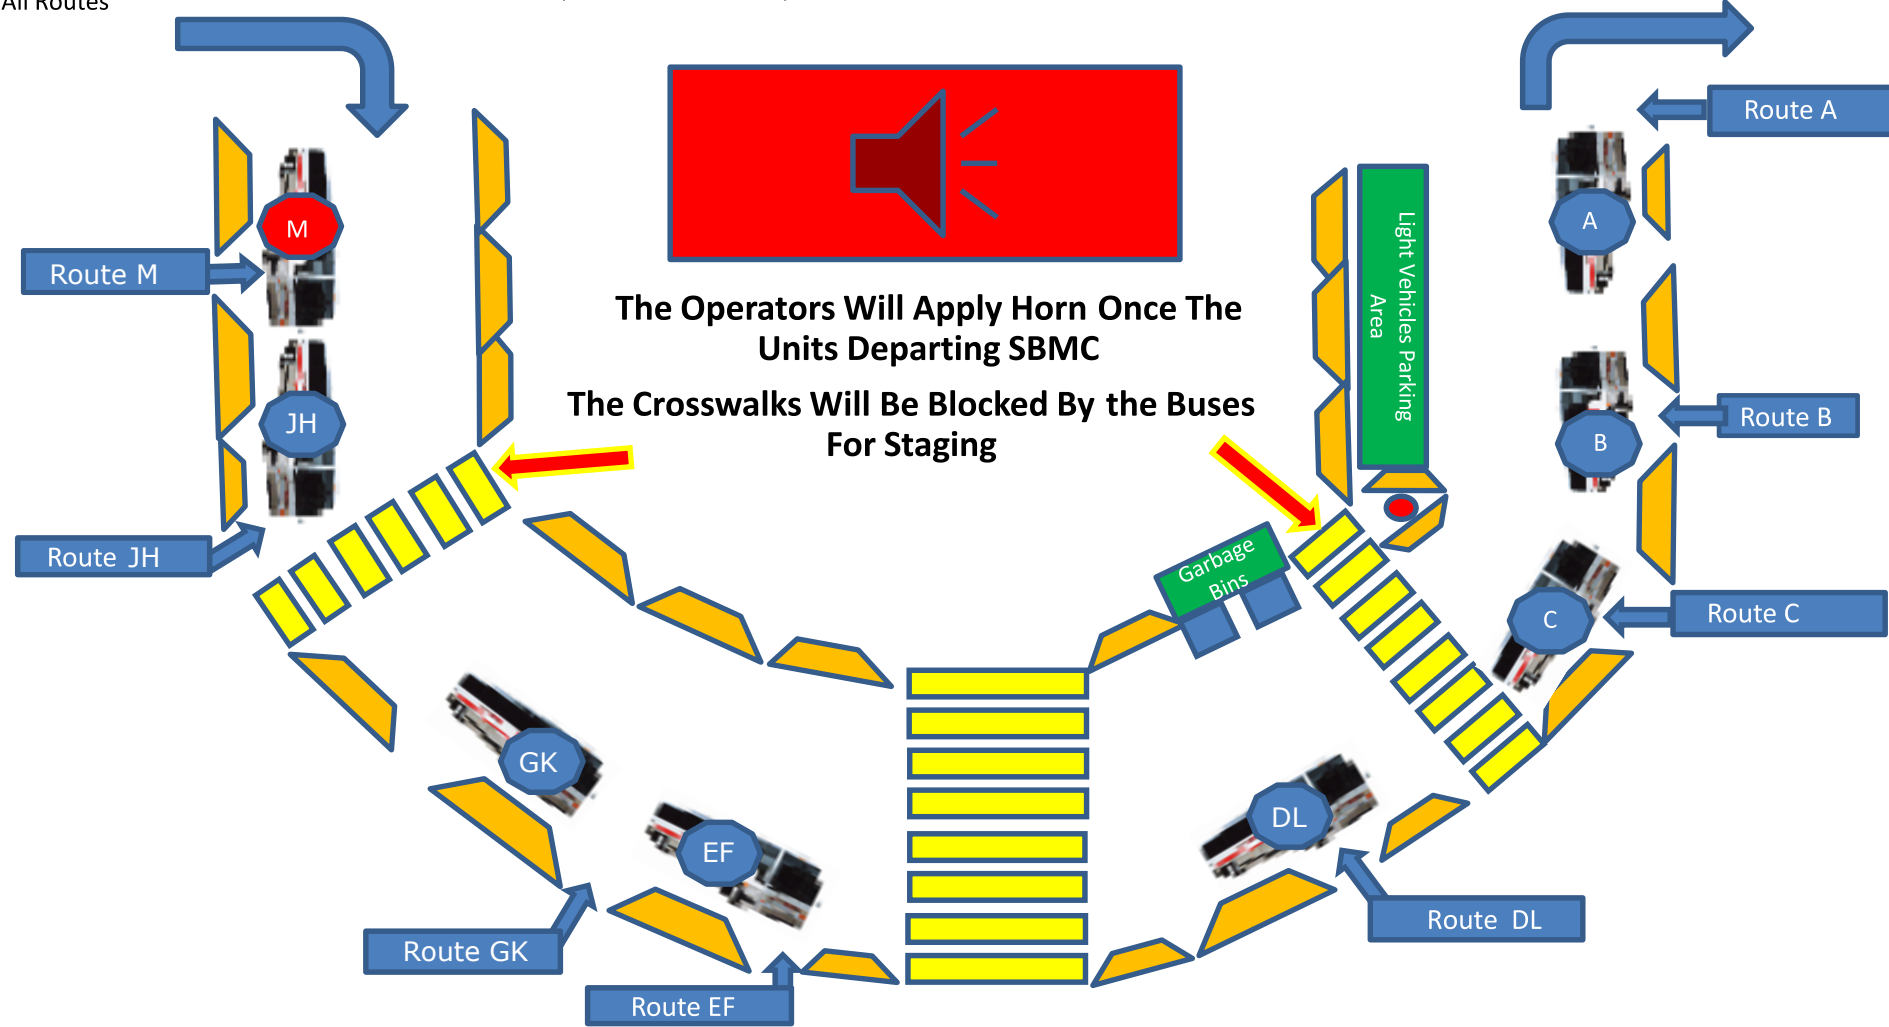 All Routes
Route A
M
Light Vehicles Parking
Area
A
Route M
The Operators Will Apply Horn Once The
Units Departing SBMC
The Crosswalks Will Be Blocked By the Buses
For Staging
JH
B
Route B
Route JH
Garbage
Bins
C
Route C
GK
EF
DL
Route DL
Route GK
Route EF